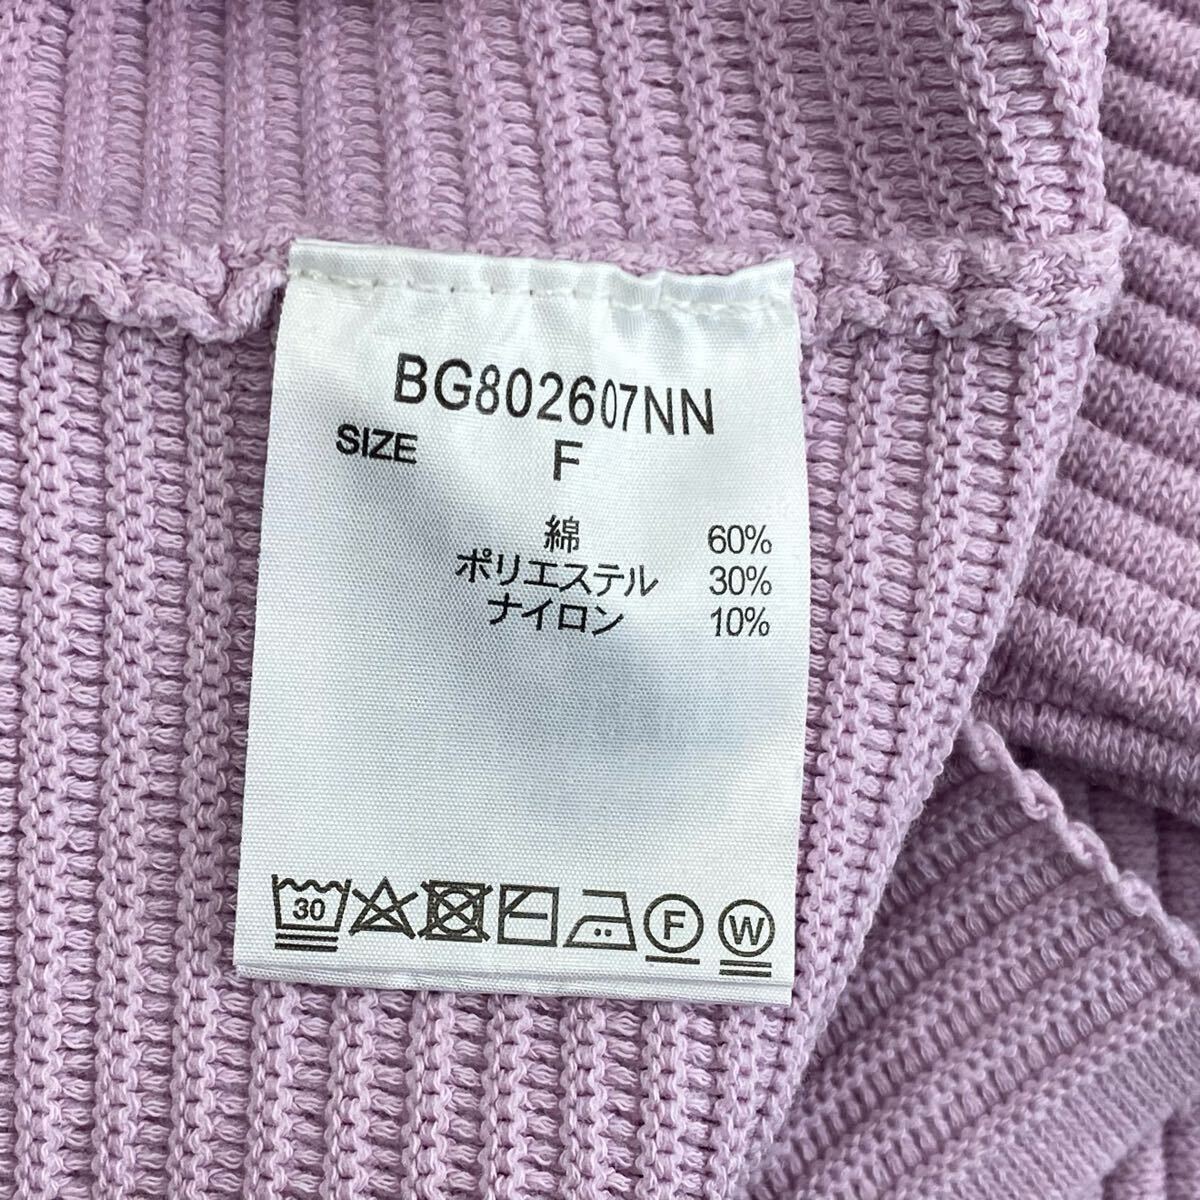 BG802607NN
SIZE F
綿 60%
ポリエステル 30%
ナイロン 10%
30 F W